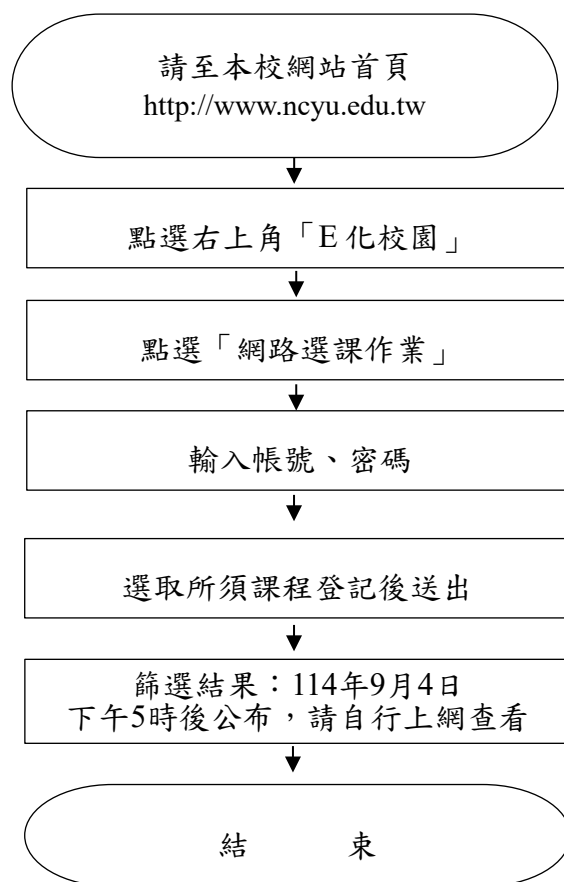 請至本校網站首頁
http://www.ncyu.edu.tw
點選右上角「E化校園」
點選「網路選課作業」
輸入帳號、密碼
選取所須課程登記後送出
篩選結果：114年9月4日
下午5時後公布，請自行上網查看
結　　　束